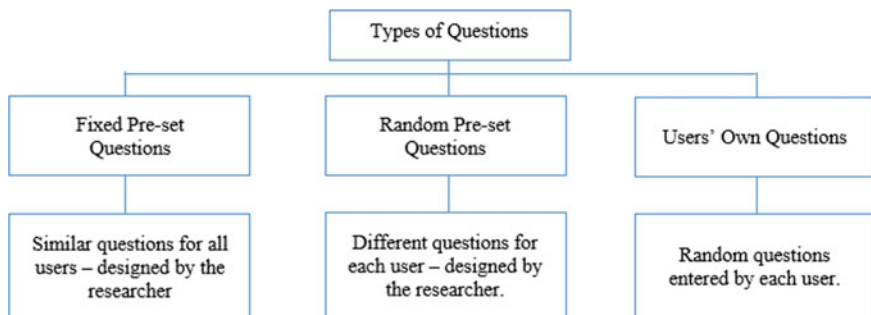 Types of Questions
Fixed Pre-set
Questions
Random Pre-set
Questions
Users’ Own Questions
Similar questions for all
users – designed by the
researcher
Different questions for
each user – designed by
the researcher.
Random questions
entered by each user.